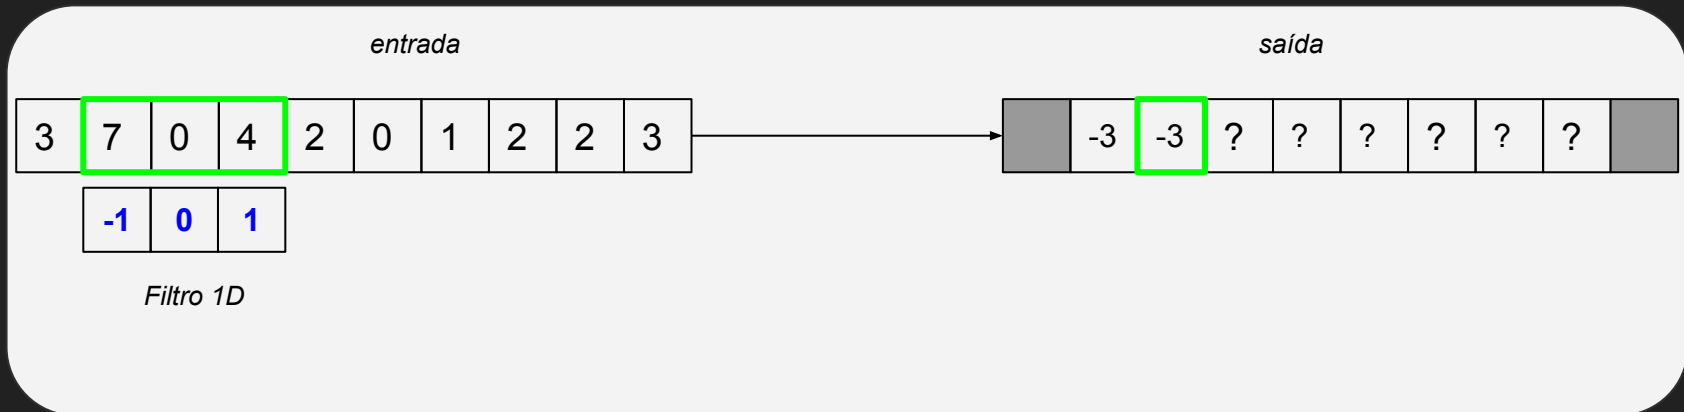 entrada saída
3 7 0 4 2 0 1 2 2 3 -3 -3 ? ? ? ? ? ?
-1 0 1
Filtro 1D